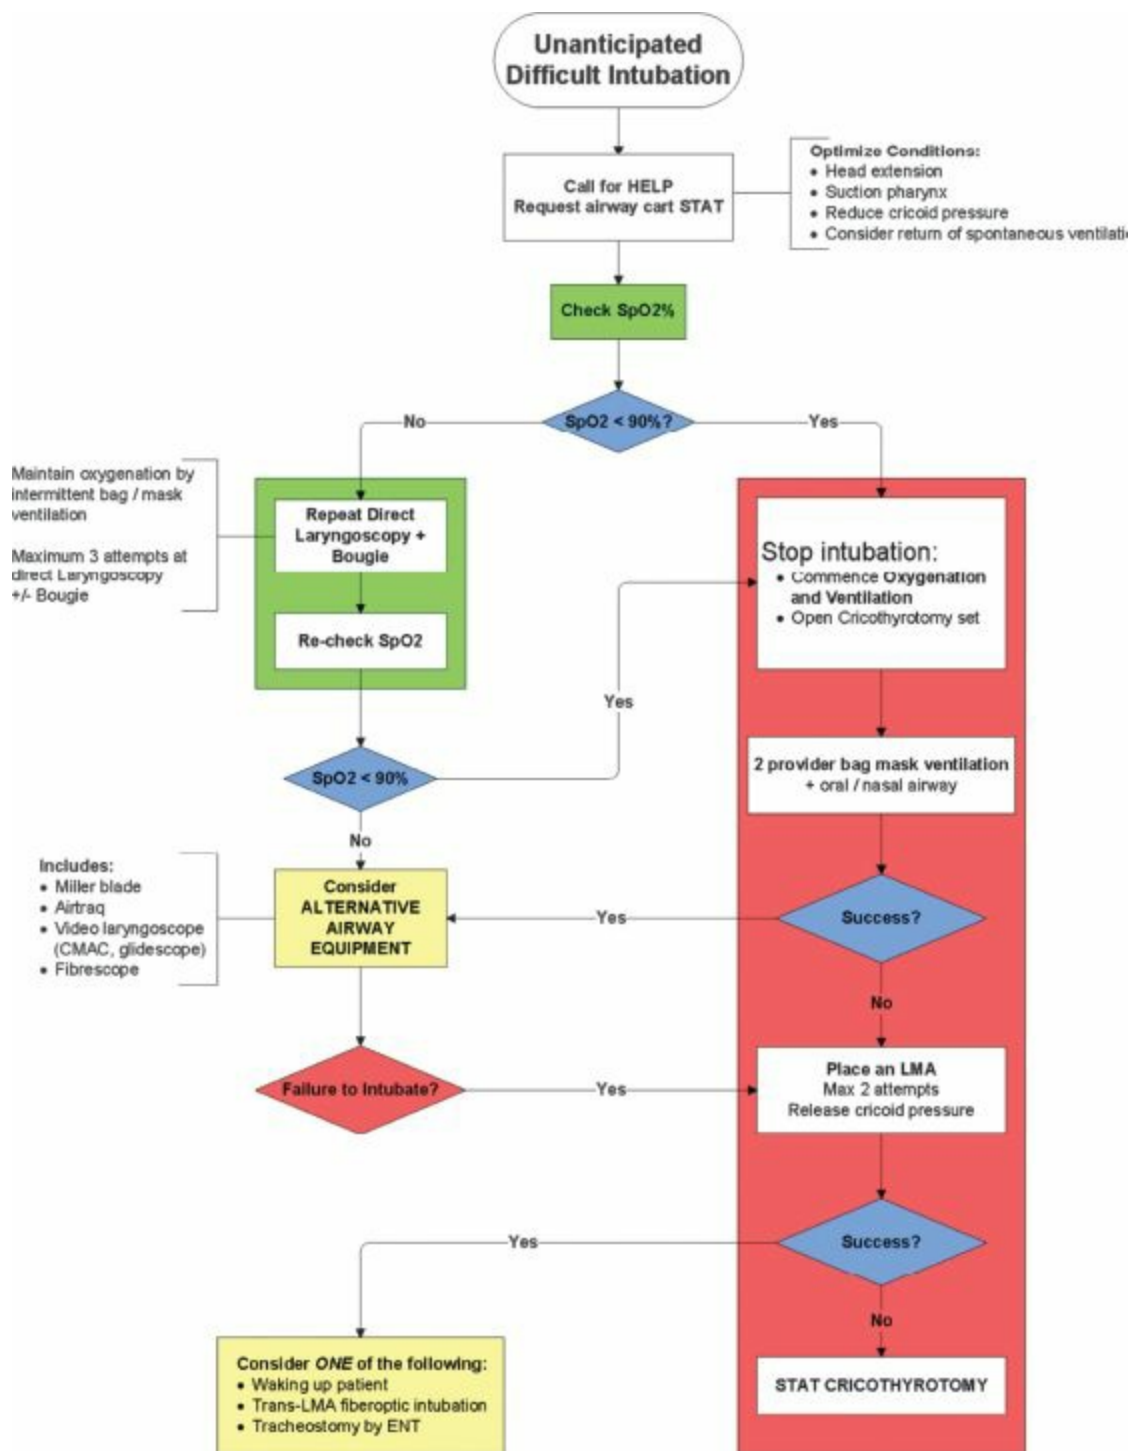 Unanticipated
Difficult Intubation
Call for HELP
Request airway cart STAT
Optimize Conditions:
• Head extension
• Suction pharynx
• Reduce cricoid pressure
• Consider return of spontaneous ventilati
Check SpO2%
SpO2 < 90%?
No
Yes
Maintain oxygenation by
intermittent bag / mask
ventilation
Maximum 3 attempts at
direct Laryngoscopy
+/- Bougie
Repeat Direct
Laryngoscopy +
Bougie
Re-check SpO2
Stop intubation:
• Commence Oxygenation
and Ventilation
• Open Cricothyrotomy set
Yes
SpO2 < 90%
No
2 provider bag mask ventilation
+ oral / nasal airway
Includes:
• Miller blade
• Airtraq
• Video laryngoscope
(CMAC, glidescope)
• Fibrescope
Consider
ALTERNATIVE
AIRWAY
EQUIPMENT
Yes
Success?
No
Failure to Intubate?
Yes
Place an LMA
Max 2 attempts
Release cricoid pressure
Yes
Success?
No
Consider ONE of the following:
• Waking up patient
• Trans-LMA fiberoptic intubation
• Tracheostomy by ENT
STAT CRICOTHYROTOMY